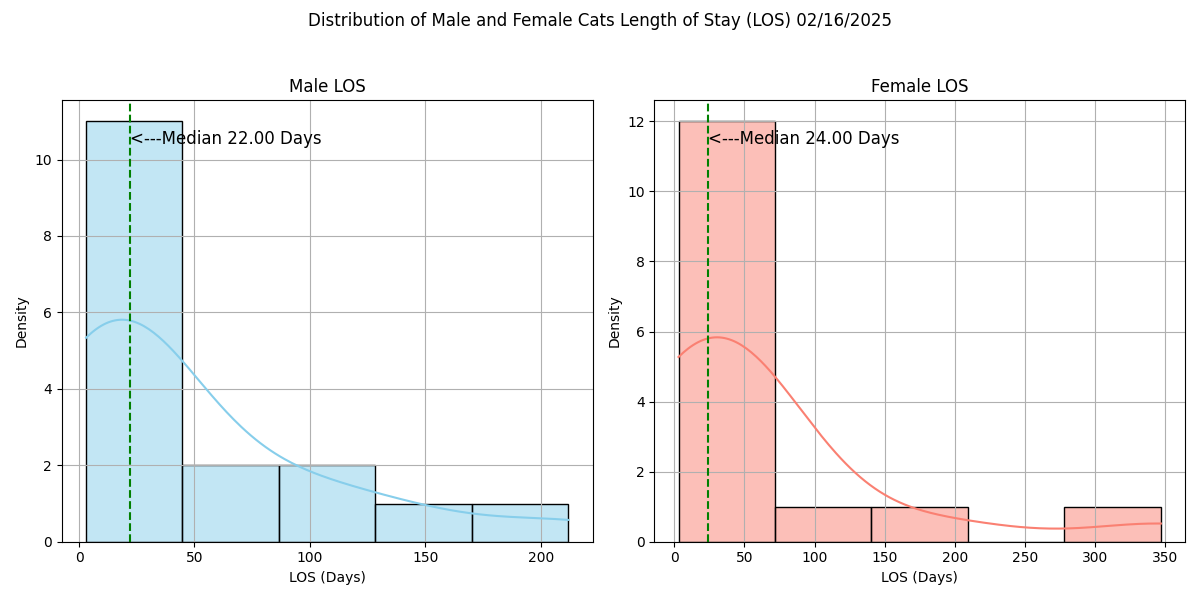 Distribution of Male and Female Cats Length of Stay (LOS) 02/16/2025
Male LOS
<---Median 22.00 Days
Density
10
8
6
4
2
0
0 50 100 150 200
LOS (Days)
Female LOS
<---Median 24.00 Days
Density
12
10
8
6
4
2
0
0 50 100 150 200 250 300 350
LOS (Days)